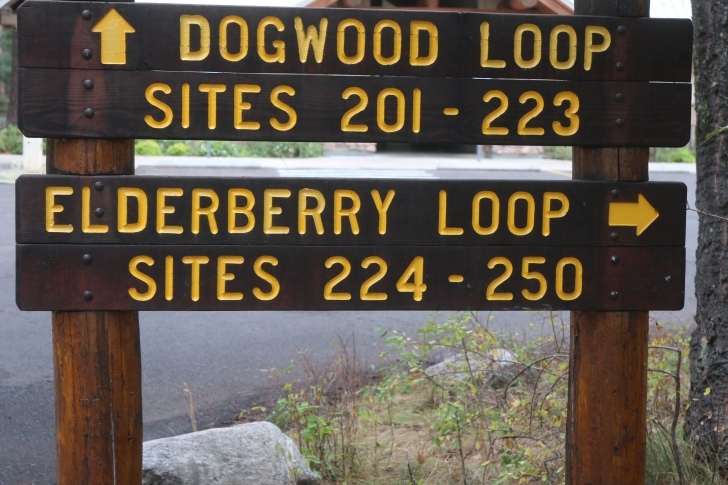 DOGWOOD LOOP
SITES 201 - 223
ELDERBERRY LOOP
SITES 224 - 250